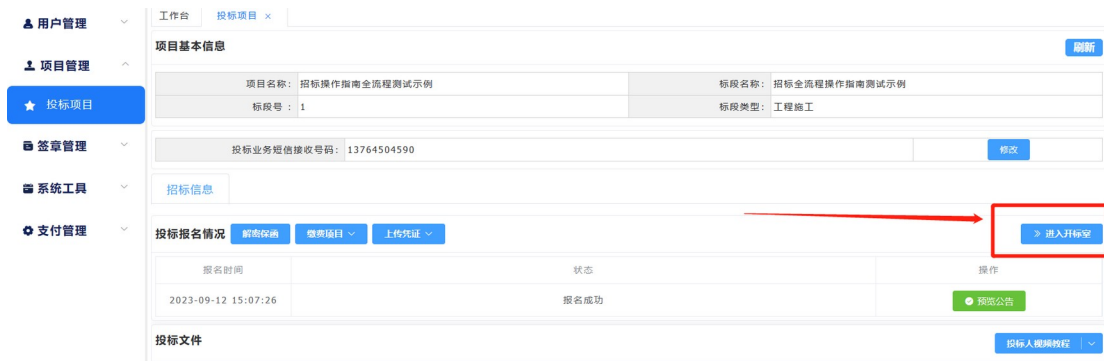 工作台 投标项目 ×
用户管理
项目管理
投标项目
签章管理
系统工具
支付管理
项目基本信息 刷新
项目名称: 招标操作指南全流程测试示例 标段名称: 招标全流程操作指南测试示例
标段号 : 1 标段类型: 工程施工
投标业务短信接收号码: 13764504590 修改
招标信息
投标报名情况 解密保函 缴费项目 上传凭证 进入开标室
报名时间 状态 操作
2023-09-12 15:07:26 报名成功 预览公告
投标文件 投标人视频教程